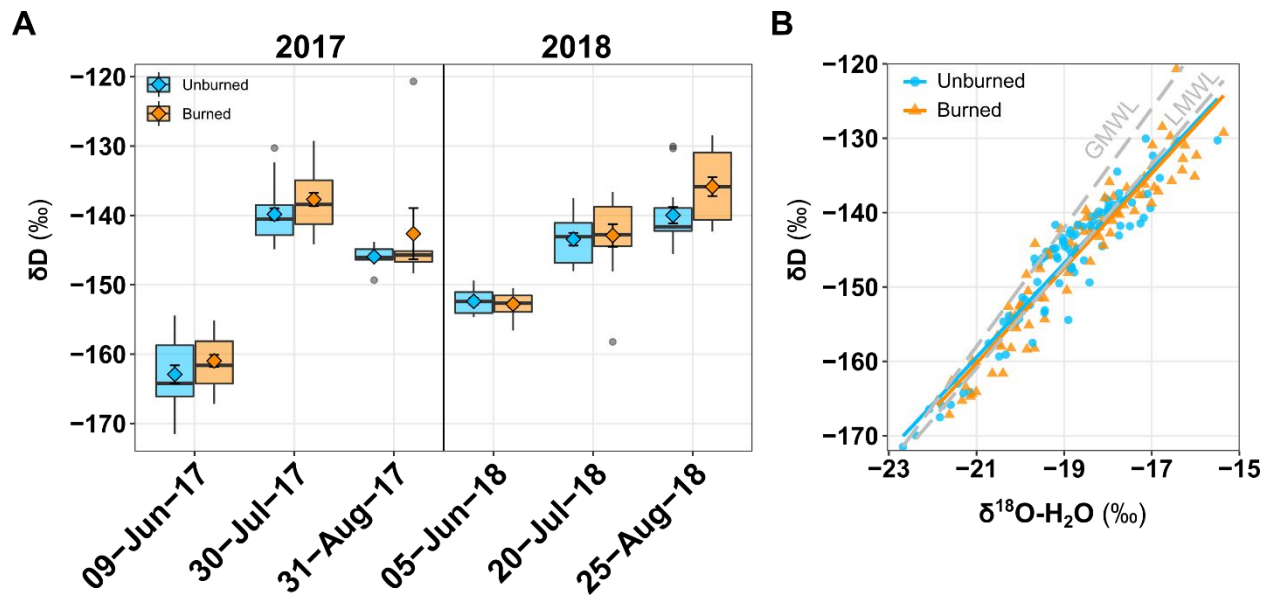 A
2017 2018
δD (‰)
−120
−130
−140
−150
−160
−170
Unburned
Burned
09−Jun−17
30−Jul−17
31−Aug−17
05−Jun−18
20−Jul−18
25−Aug−18
B
δD (‰)
−120
−130
−140
−150
−160
−170
Unburned
Burned
GMWL
LMWL
−23 −21 −19 −17 −15
δ¹⁸O-H₂O (‰)